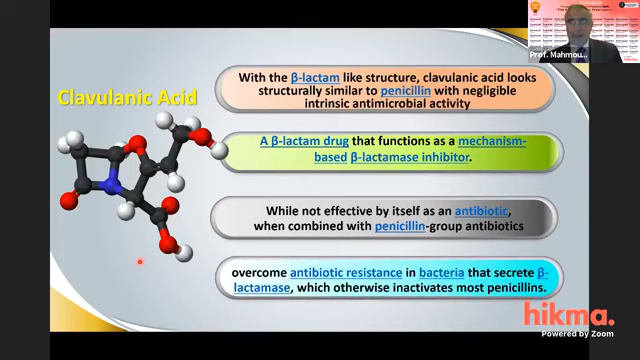 Prof. Mahmou...
Clavulanic Acid
With the β-lactam like structure, clavulanic acid looks
structurally similar to penicillin with negligible
intrinsic antimicrobial activity
A β-lactam drug that functions as a mechanism-
based β-lactamase inhibitor.
While not effective by itself as an antibiotic,
when combined with penicillin-group antibiotics
overcome antibiotic resistance in bacteria that secrete β-
lactamase, which otherwise inactivates most penicillins.
hikma.
Powered by Zoom